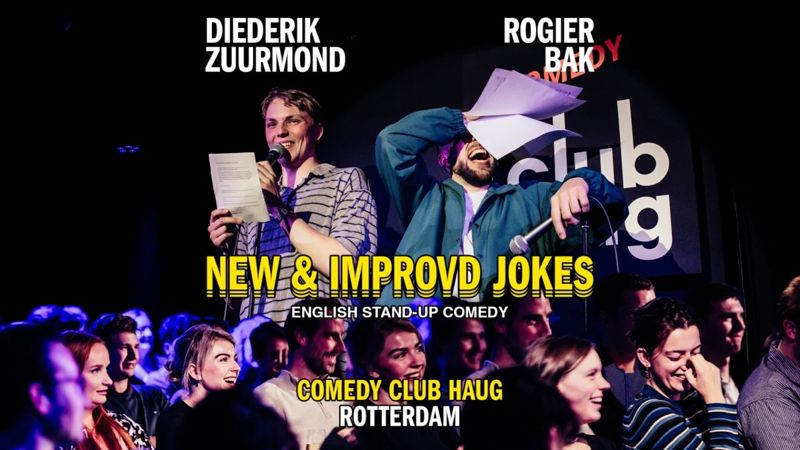 DIEDERIK
ZUURMOND
ROGIER
BAK
COMEDY
club
NEW & IMPROVD JOKES
ENGLISH STAND-UP COMEDY
COMEDY CLUB HAUG
ROTTERDAM